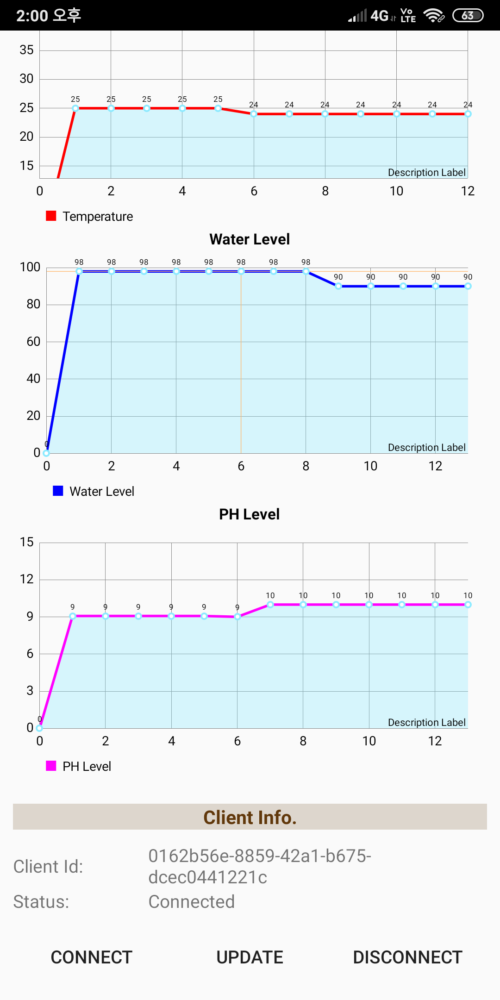 2:00 오후 4G Vo LTE 63
35
30
25 25 25 25 25 24 24 24 24 24 24 24
25
20
15
Description Label
0 2 4 6 8 10 12
Temperature
Water Level
98 98 98 98 98 98 98 98
100
90 90 90 90 90
80
60
40
20
0
Description Label
0
0 2 4 6 8 10 12
Water Level
PH Level
15
12
10 10 10 10 10 10 10
9 9 9 9 9 9
9
6
3
0
Description Label
0
0 2 4 6 8 10 12
PH Level
Client Info.
Client Id: 0162b56e-8859-42a1-b675-
dcec0441221c
Status: Connected
CONNECT UPDATE DISCONNECT